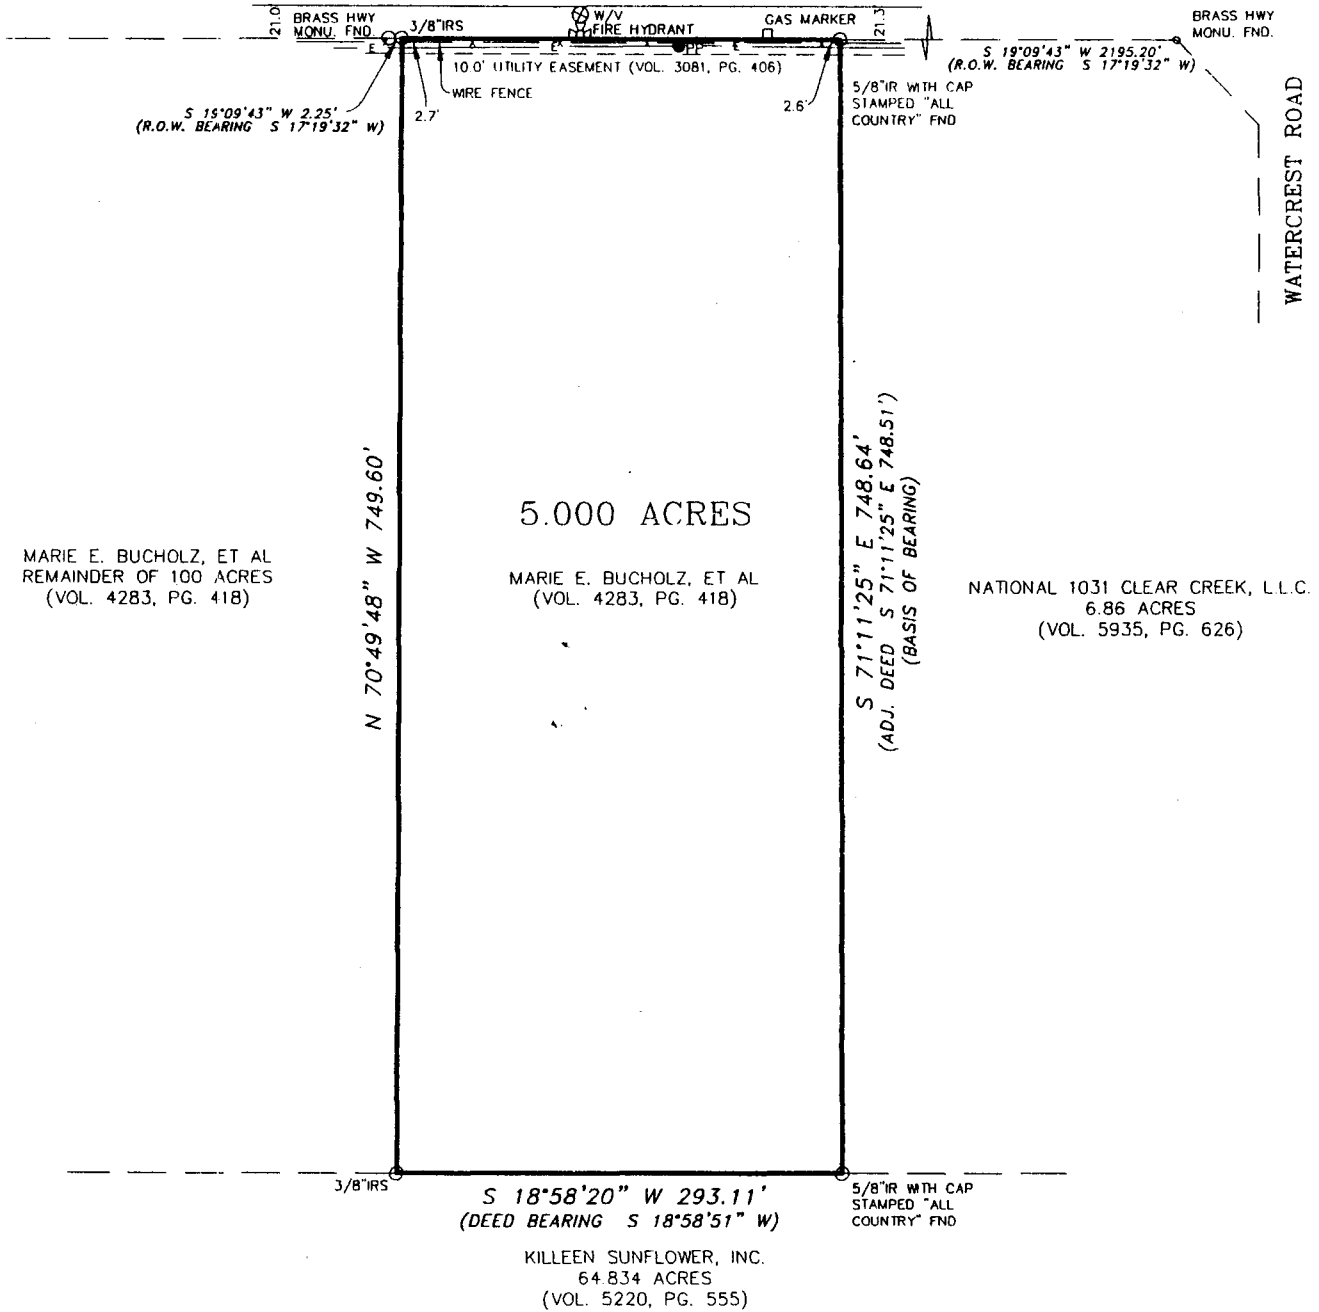 21.0
BRASS HWY
MONU. FND.
3/8"IRS
W/V
FIRE HYDRANT
GAS MARKER
21.3
BRASS HWY
MONU. FND.
E
E
E
PP
S 19°09'43" W 2195.20'
(R.O.W. BEARING S 17°19'32" W)
10.0' UTILITY EASEMENT (VOL. 3081, PG. 406)
WIRE FENCE
S 19°09'43" W 2.25'
(R.O.W. BEARING S 17°19'32" W)
2.7'
2.6'
5/8"IR WITH CAP
STAMPED "ALL
COUNTRY" FND
WATERCREST ROAD
N 70°49'48" W 749.60'
S 71°11'25" E 748.64'
(ADJ. DEED S 71°11'25" E 748.51')
(BASIS OF BEARING)
5.000 ACRES
MARIE E. BUCHOLZ, ET AL
REMAINDER OF 100 ACRES
(VOL. 4283, PG. 418)
MARIE E. BUCHOLZ, ET AL
(VOL. 4283, PG. 418)
NATIONAL 1031 CLEAR CREEK, L.L.C.
6.86 ACRES
(VOL. 5935, PG. 626)
3/8"IRS
S 18°58'20" W 293.11'
(DEED BEARING S 18°58'51" W)
5/8"IR WITH CAP
STAMPED "ALL
COUNTRY" FND
KILLEEN SUNFLOWER, INC.
64.834 ACRES
(VOL. 5220, PG. 555)